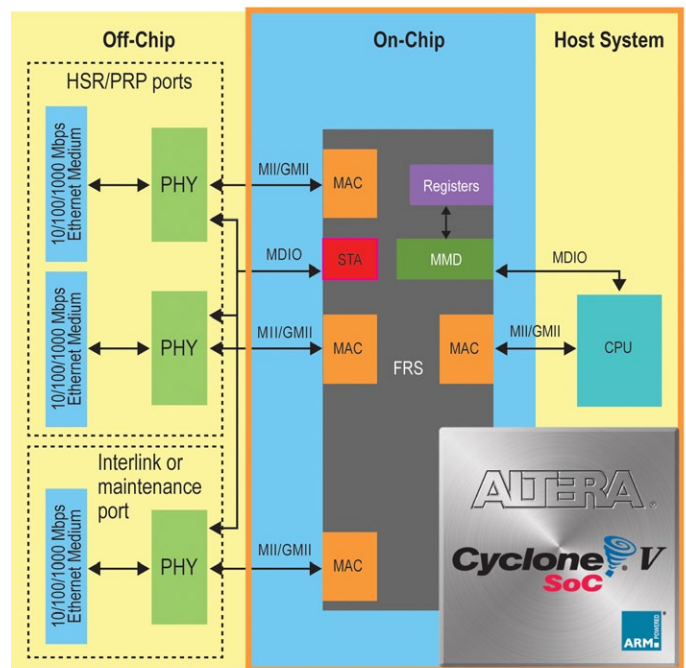 Off-Chip
On-Chip
Host System
HSR/PRP ports
10/100/1000 Mbps
Ethernet Medium
PHY
MII/GMII
MAC
Registers
MDIO
STA
MMD
MDIO
10/100/1000 Mbps
Ethernet Medium
PHY
MII/GMII
MAC
FRS
MAC
MII/GMII
CPU
Interlink or
maintenance
port
10/100/1000 Mbps
Ethernet Medium
PHY
MII/GMII
MAC
ALTERA®
Cyclone® V
SoC
ARM® POWERED